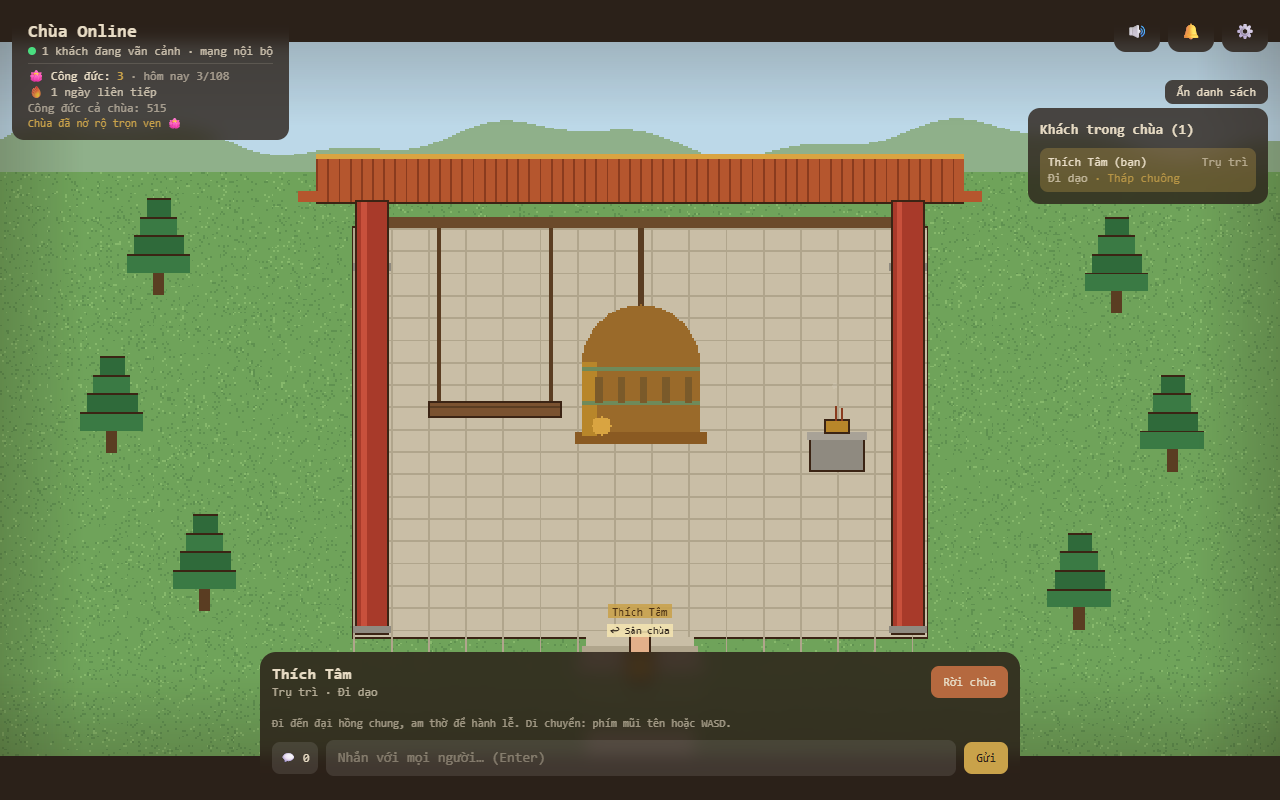 Chùa Online
1 khách đang vãn cảnh · mạng nội bộ
Công đức: 3 · hôm nay 3/108
1 ngày liên tiếp
Công đức cả chùa: 515
Chùa đã nở rộ trọn vẹn
Ẩn danh sách
Khách trong chùa (1)
Thích Tâm (bạn) Trụ trì
Đi dạo · Tháp chuông
Thích Tâm
↩ Sân chùa
Thích Tâm
Trụ trì · Đi dạo
Rời chùa
Đi đến đại hồng chung, am thờ để hành lễ. Di chuyển: phím mũi tên hoặc WASD.
0
Nhắn với mọi người… (Enter)
Gửi